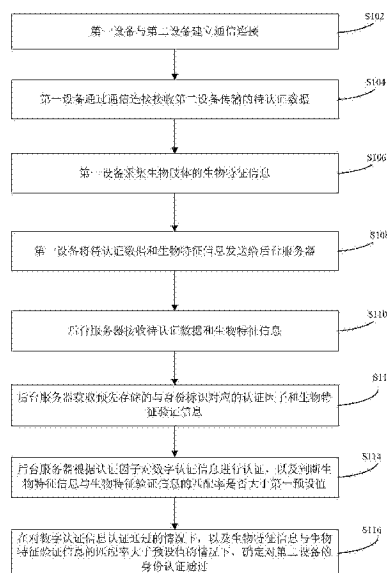 S102
第一设备与第二设备建立通信连接
S104
第一设备通过通信连接接收第二设备传输的待认证数据
S106
第一设备采集生物肢体的生物特征信息
S108
第一设备将待认证数据和生物特征信息发送给后台服务器
S110
后台服务器接收待认证数据和生物特征信息
S11
后台服务器获取预先存储的与身份标识对应的认证因子和生物特
征验证信息
S114
后台服务器根据认证因子对数字认证信息进行认证，以及判断生
物特征信息与生物特征验证信息的匹配率是否大于第一预设值
S116
在对数字认证信息认证通过的情况下，以及生物特征信息与生物
特征验证信息的匹配率大于预设值的情况下，确定对第二设备的
身份认证通过